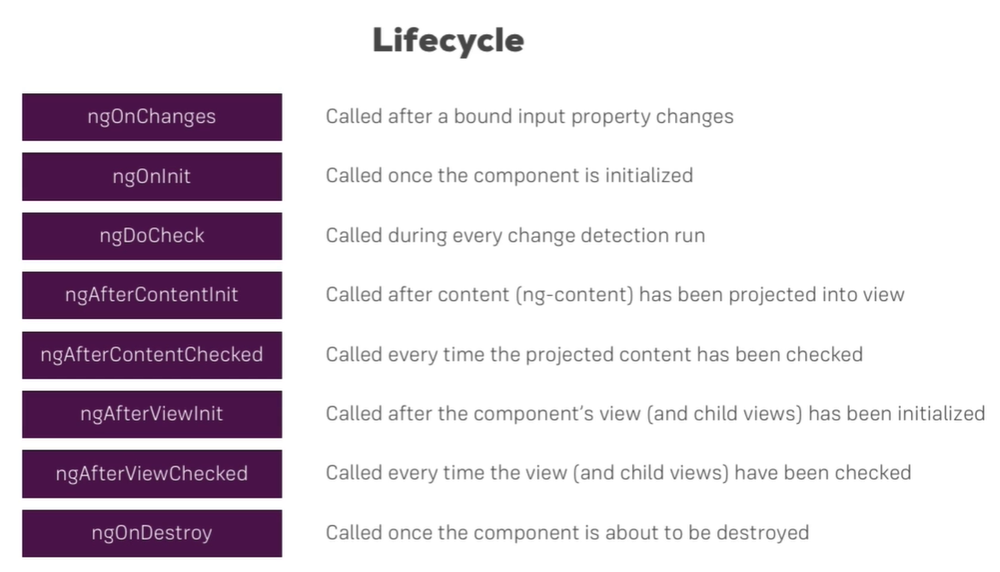 Lifecycle
ngOnChanges Called after a bound input property changes
ngOnInit Called once the component is initialized
ngDoCheck Called during every change detection run
ngAfterContentInit Called after content (ng-content) has been projected into view
ngAfterContentChecked Called every time the projected content has been checked
ngAfterViewInit Called after the component’s view (and child views) has been initialized
ngAfterViewChecked Called every time the view (and child views) have been checked
ngOnDestroy Called once the component is about to be destroyed